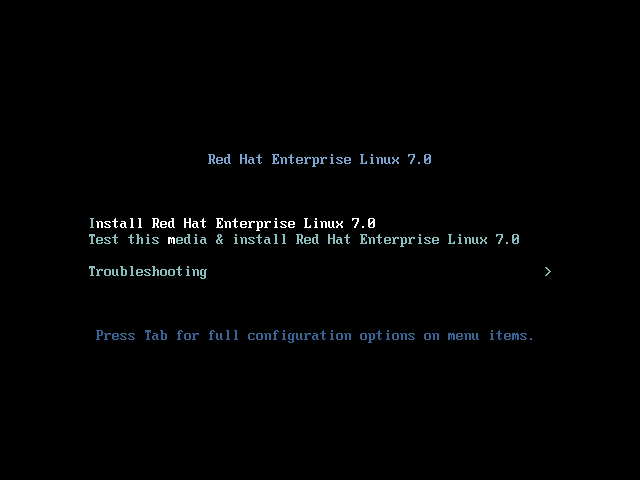 Red Hat Enterprise Linux 7.0
Install Red Hat Enterprise Linux 7.0
Test this media & install Red Hat Enterprise Linux 7.0
Troubleshooting >
Press Tab for full configuration options on menu items.